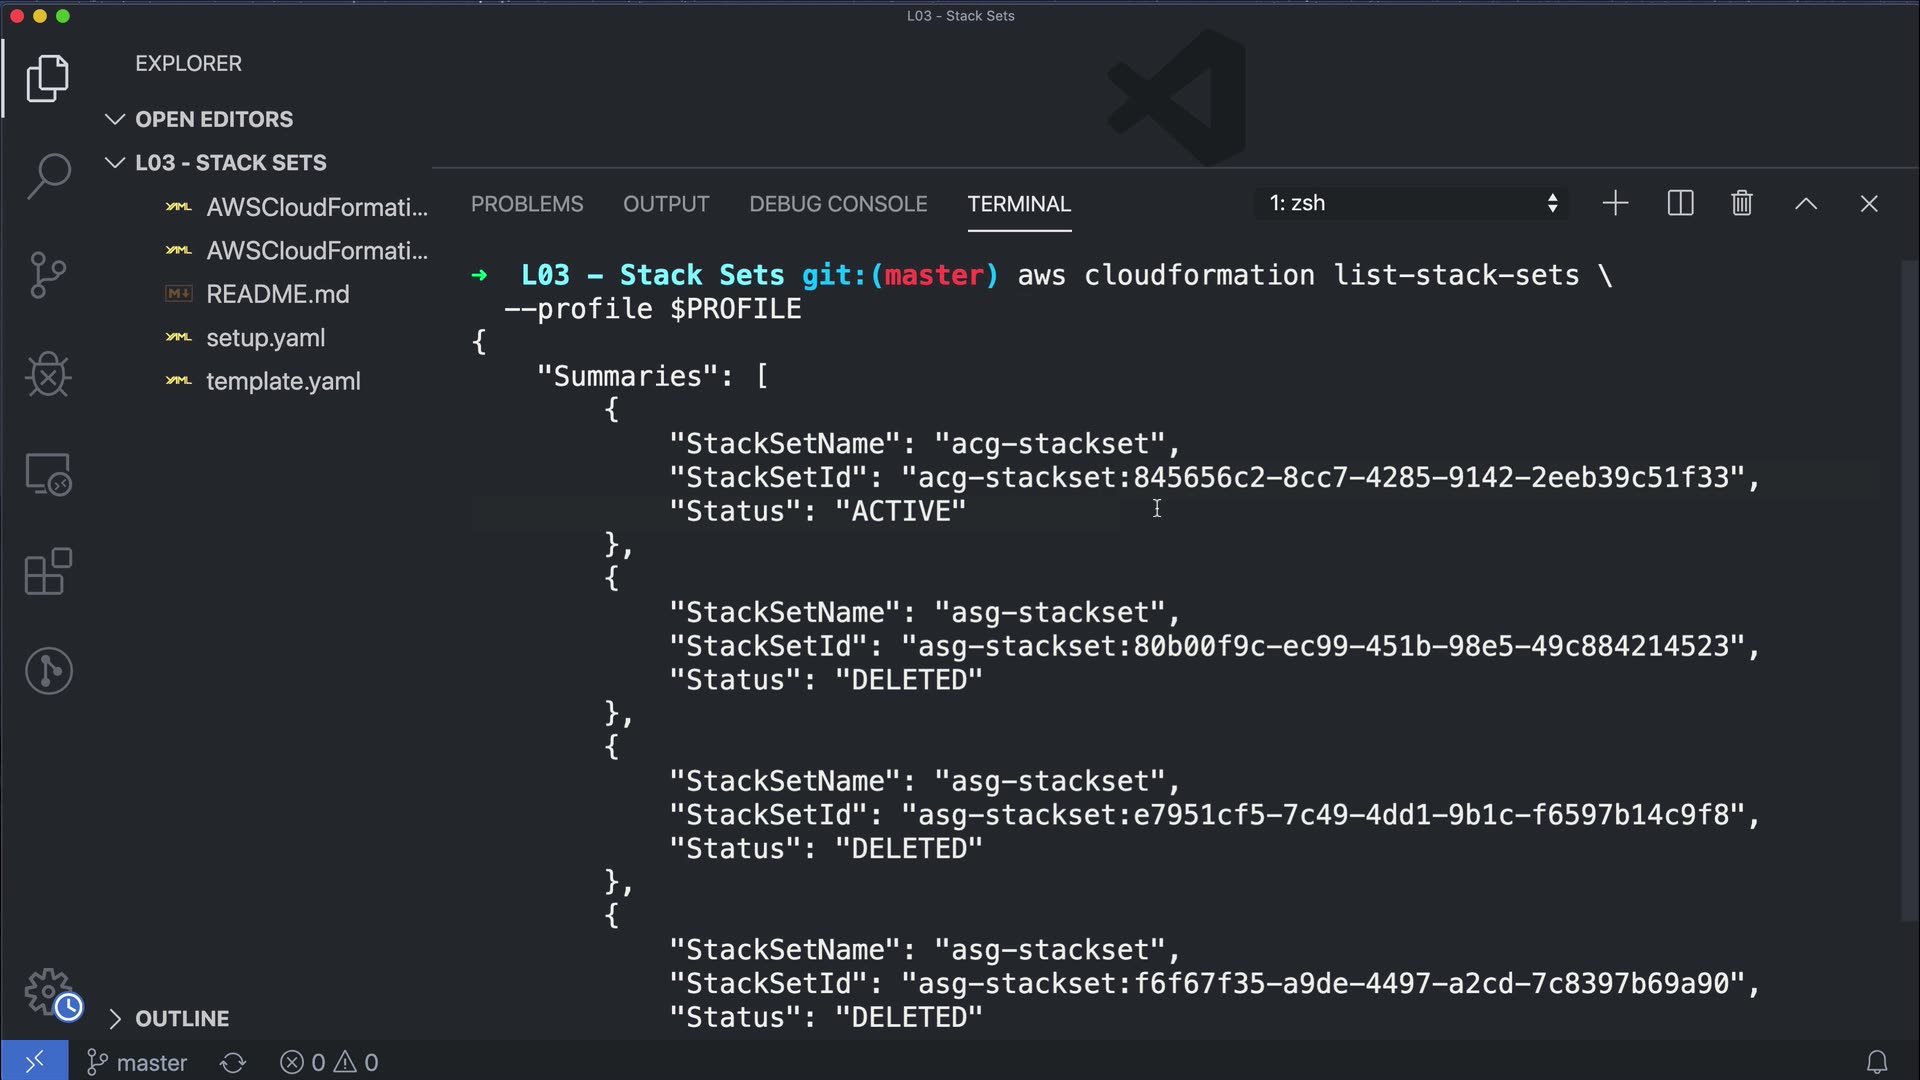 L03 - Stack Sets
EXPLORER
OPEN EDITORS
L03 - STACK SETS
YAML AWSCloudFormati...
YAML AWSCloudFormati...
M↓ README.md
YAML setup.yaml
YAML template.yaml
OUTLINE
PROBLEMS OUTPUT DEBUG CONSOLE TERMINAL 1: zsh
→ L03 - Stack Sets git:(master) aws cloudformation list-stack-sets \
--profile $PROFILE
{
"Summaries": [
{
"StackSetName": "acg-stackset",
"StackSetId": "acg-stackset:845656c2-8cc7-4285-9142-2eeb39c51f33",
"Status": "ACTIVE"
},
{
"StackSetName": "asg-stackset",
"StackSetId": "asg-stackset:80b00f9c-ec99-451b-98e5-49c884214523",
"Status": "DELETED"
},
{
"StackSetName": "asg-stackset",
"StackSetId": "asg-stackset:e7951cf5-7c49-4dd1-9b1c-f6597b14c9f8",
"Status": "DELETED"
},
{
"StackSetName": "asg-stackset",
"StackSetId": "asg-stackset:f6f67f35-a9de-4497-a2cd-7c8397b69a90",
"Status": "DELETED"
master 0 0